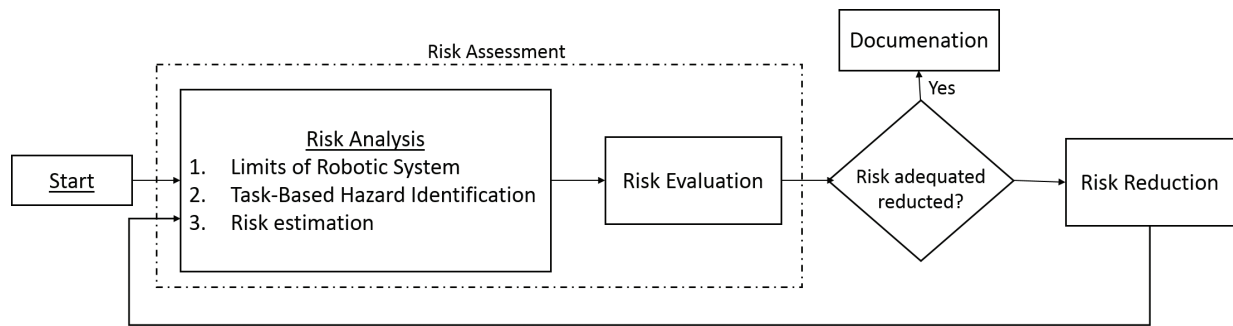 Start
Risk Assessment
Risk Analysis
1. Limits of Robotic System
2. Task-Based Hazard Identification
3. Risk estimation
Risk Evaluation
Risk adequated
reducted?
Yes
Documenation
Risk Reduction